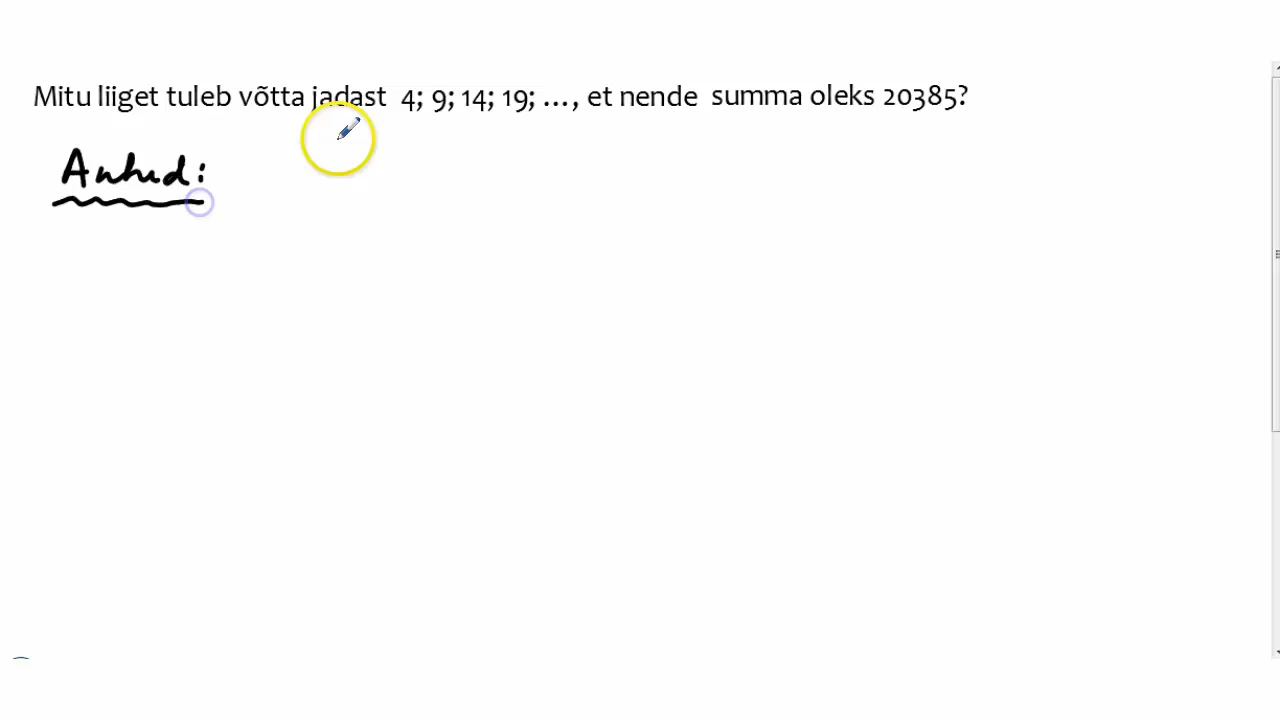 Mitu liiget tuleb võtta jadast 4; 9; 14; 19; ..., et nende summa oleks 20385?
Antud: